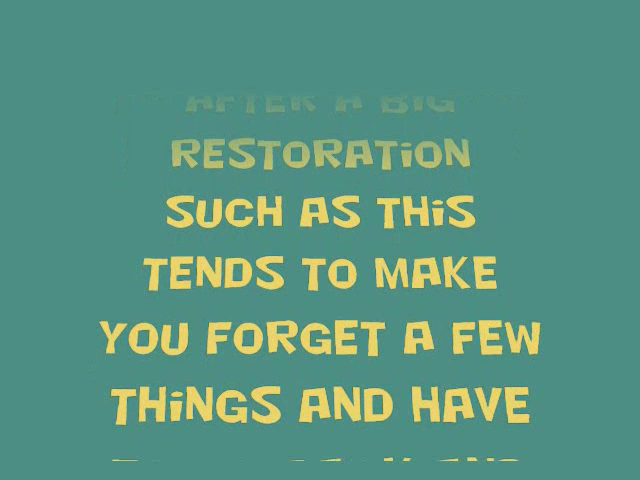 AFTER A BIG
RESTORATiON
SUCH AS THiS
TENDS TO MAKE
YOU FORGET A FEW
THiNGS AND HAVE